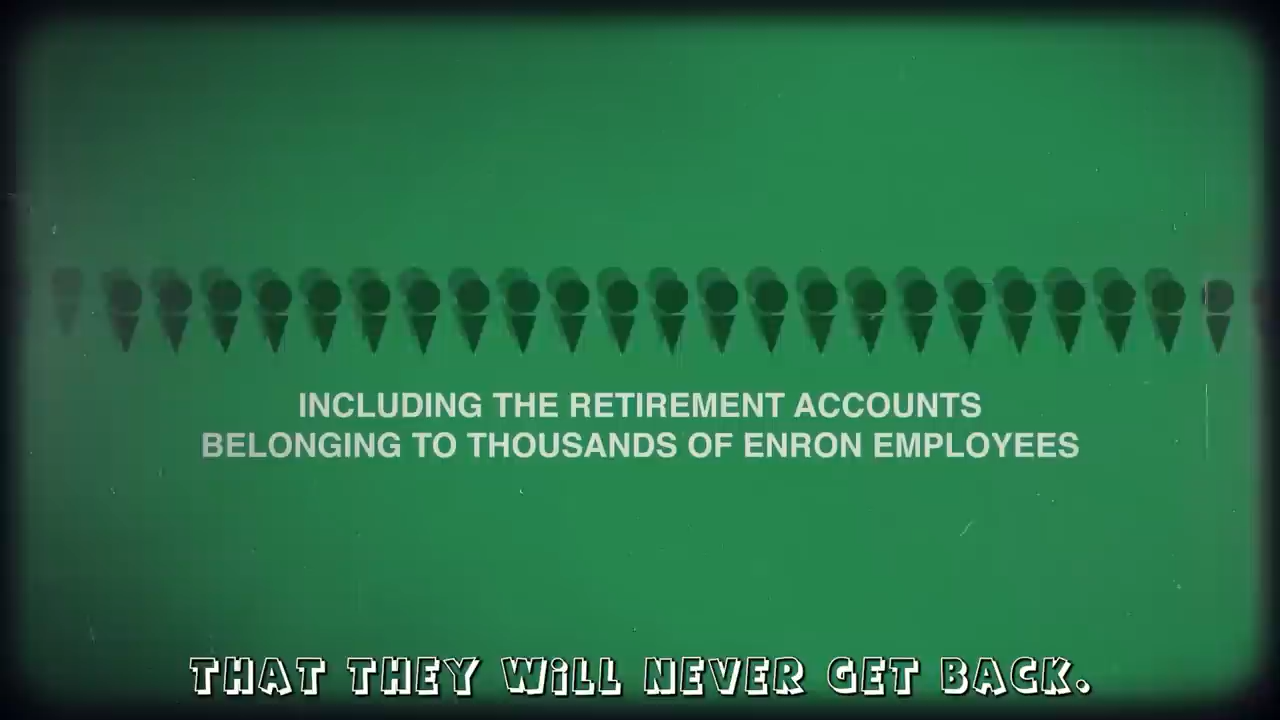 INCLUDING THE RETIREMENT ACCOUNTS
BELONGING TO THOUSANDS OF ENRON EMPLOYEES
THAT THEY WiLL NEVER GET BACK.